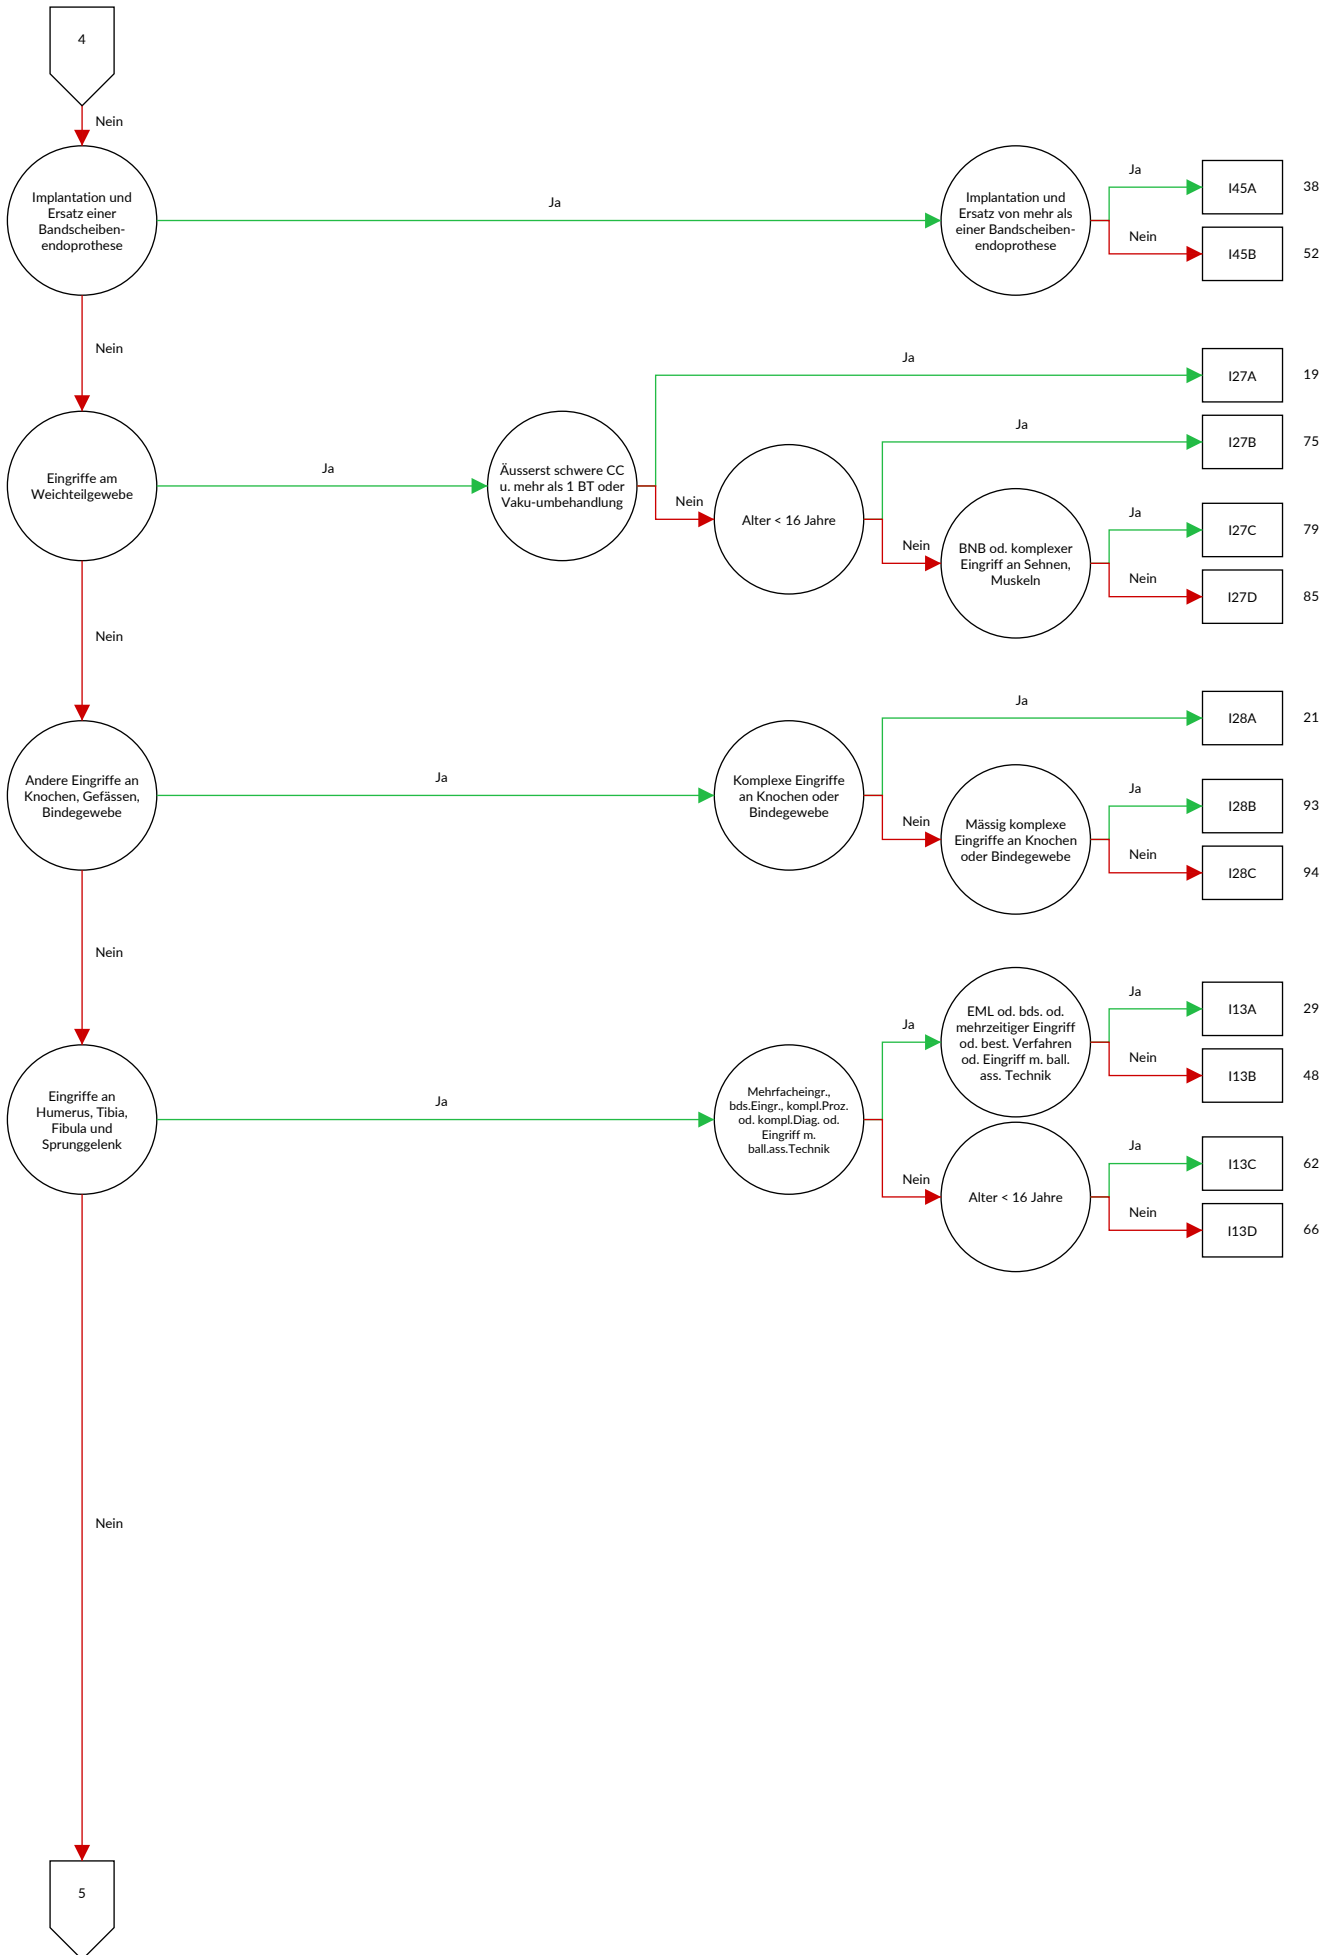 4
Nein
Implantation und
Ersatz einer
Bandscheiben-
endoprothese
Ja
Implantation und
Ersatz von mehr als
einer Bandscheiben-
endoprothese
Ja
I45A
38
Nein
I45B
52
Nein
Eingriffe am
Weichteilgewebe
Ja
Äusserst schwere CC
u. mehr als 1 BT oder
Vaku-umbehandlung
Ja
I27A
19
Nein
Alter < 16 Jahre
Ja
I27B
75
Nein
BNB od. komplexer
Eingriff an Sehnen,
Muskeln
Ja
I27C
79
Nein
I27D
85
Nein
Andere Eingriffe an
Knochen, Gefässen,
Bindegewebe
Ja
Komplexe Eingriffe
an Knochen oder
Bindegewebe
Ja
I28A
21
Nein
Mässig komplexe
Eingriffe an Knochen
oder Bindegewebe
Ja
I28B
93
Nein
I28C
94
Nein
Eingriffe an
Humerus, Tibia,
Fibula und
Sprunggelenk
Ja
Mehrfacheingr.,
bds.Eingr., kompl.Proz.
od. kompl.Diag. od.
Eingriff m.
ball.ass.Technik
Ja
EML od. bds. od.
mehrzeitiger Eingriff
od. best. Verfahren
od. Eingriff m. ball.
ass. Technik
Ja
I13A
29
Nein
I13B
48
Nein
Alter < 16 Jahre
Ja
I13C
62
Nein
I13D
66
Nein
5